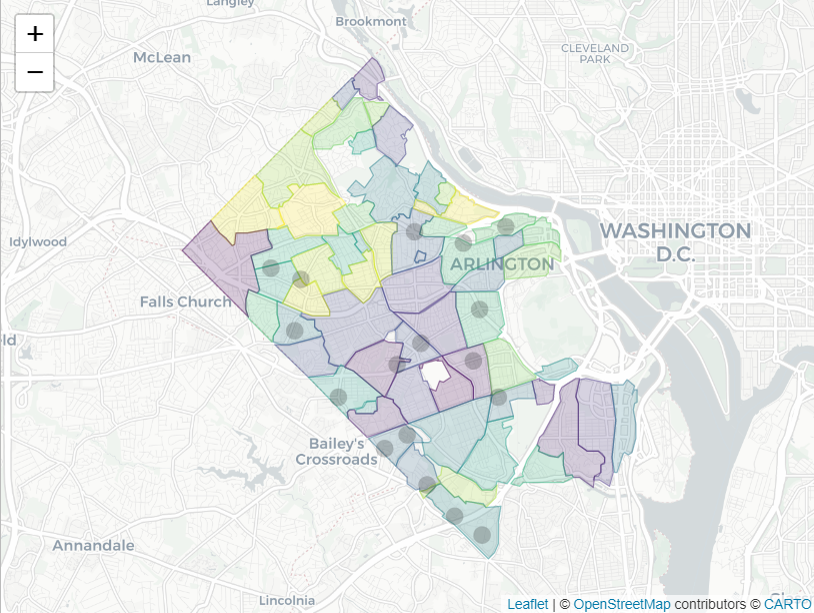 Langley
Brookmont
+
−
McLean
CLEVELAND
PARK
WASHINGTON
D.C.
Idylwood
ARLINGTON
Falls Church
ld
Bailey's
Crossroads
Annandale
Lincolnia
Leaflet | © OpenStreetMap contributors © CARTO